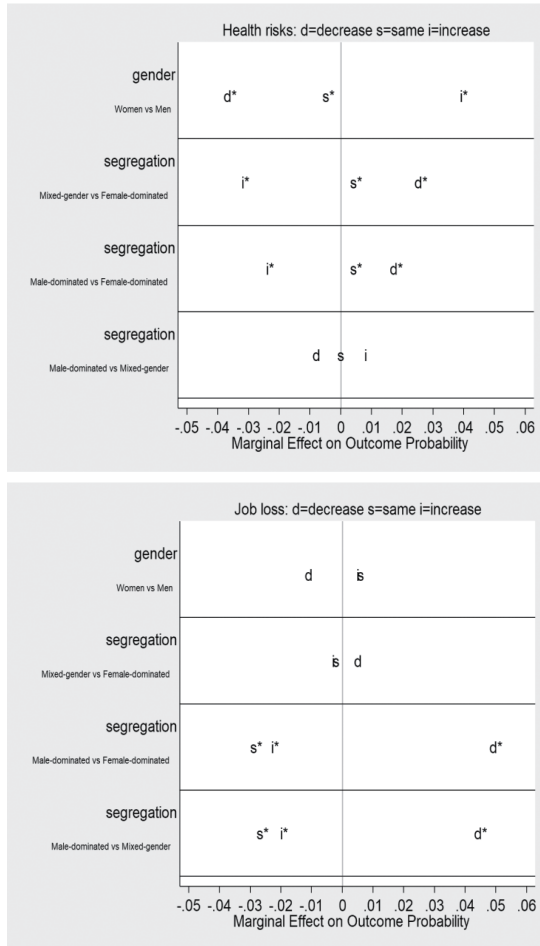 Health risks: d=decrease s=same i=increase
gender
Women vs Men
d* s* i*
segregation
Mixed-gender vs Female-dominated
i* s* d*
segregation
Male-dominated vs Female-dominated
i* s* d*
segregation
Male-dominated vs Mixed-gender
d s i
-.05 -.04 -.03 -.02 -.01 0 .01 .02 .03 .04 .05 .06
Marginal Effect on Outcome Probability
Job loss: d=decrease s=same i=increase
gender
Women vs Men
d is
segregation
Mixed-gender vs Female-dominated
is d
segregation
Male-dominated vs Female-dominated
s* i* d*
segregation
Male-dominated vs Mixed-gender
s* i* d*
-.05 -.04 -.03 -.02 -.01 0 .01 .02 .03 .04 .05 .06
Marginal Effect on Outcome Probability